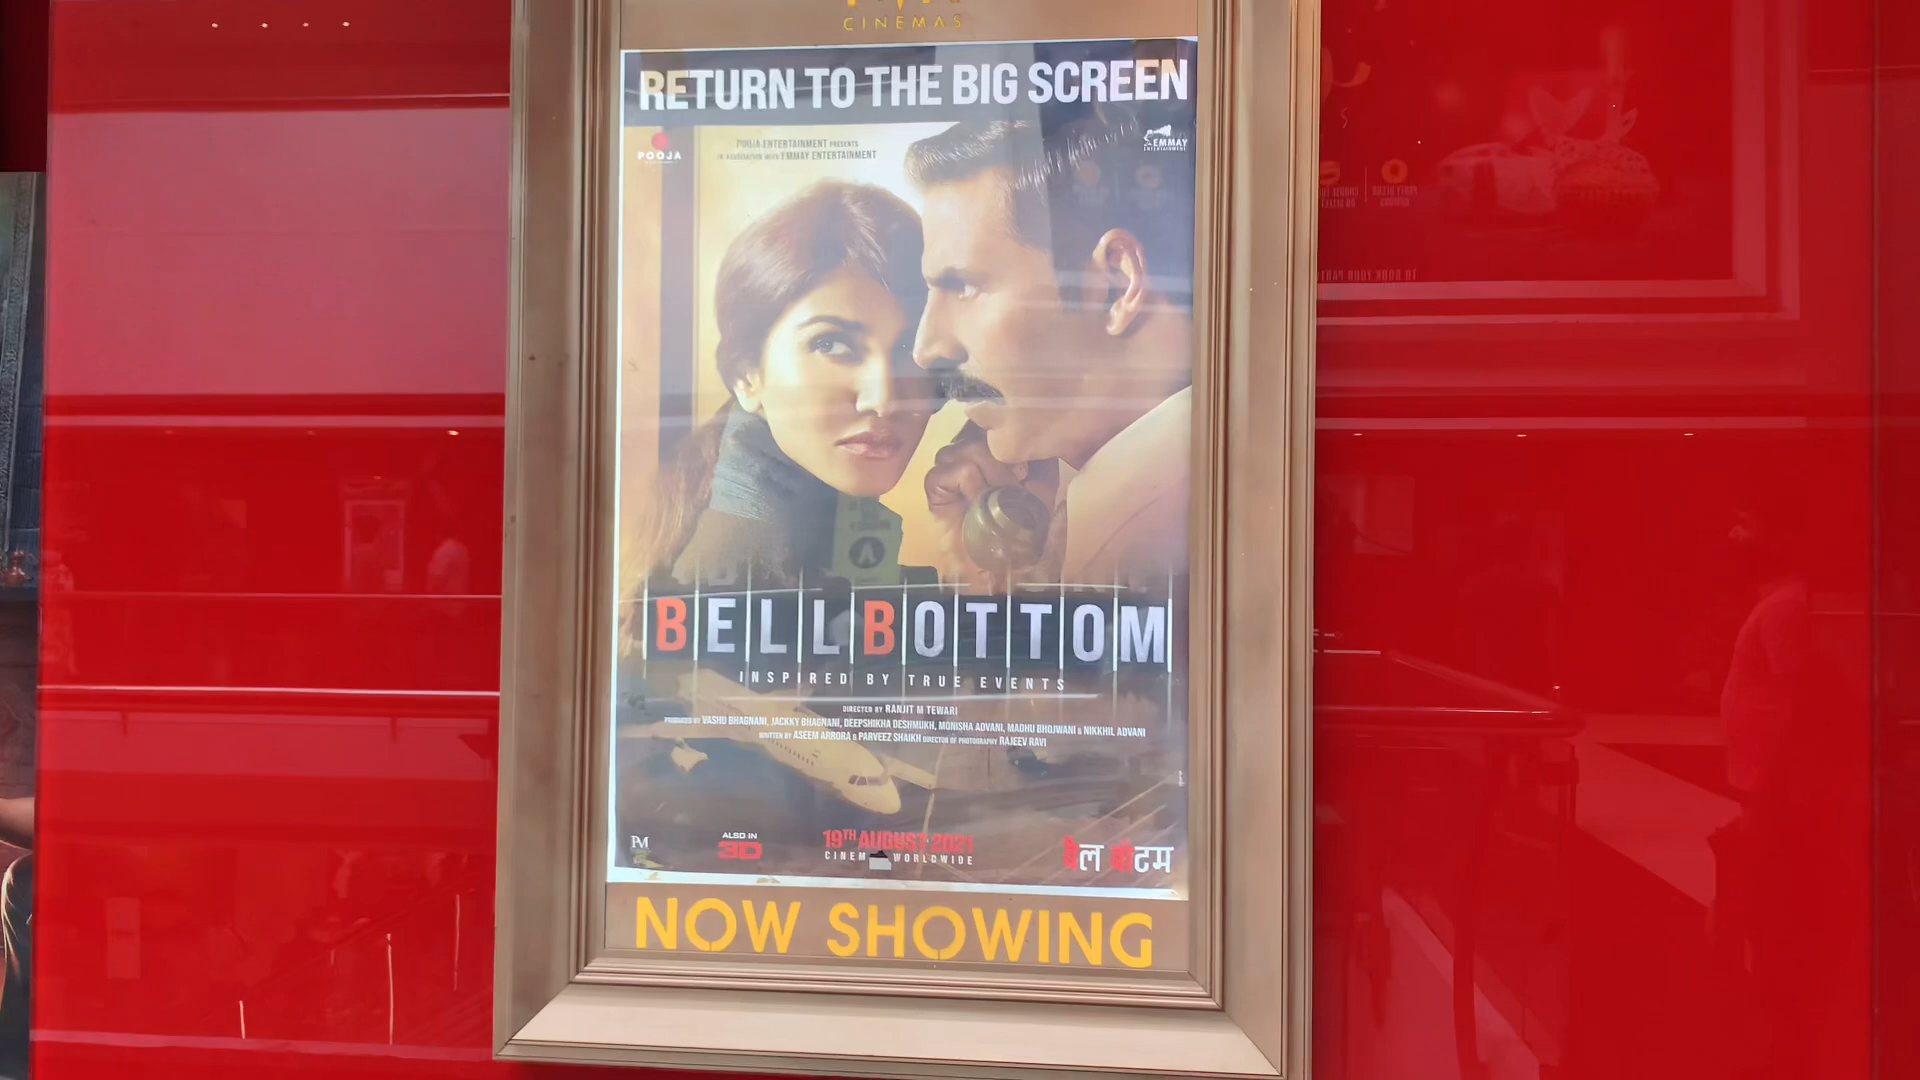 CINEMAS
RETURN TO THE BIG SCREEN
POOJA
POOJA ENTERTAINMENT PRESENTS
IN ASSOCIATION WITH EMMAY ENTERTAINMENT
EMMAY
ENTERTAINMENT
BELLBOTTOM
INSPIRED BY TRUE EVENTS
DIRECTED BY RANJIT M TEWARI
PRODUCED BY VASHU BHAGNANI, JACKKY BHAGNANI, DEEPSHIKHA DESHMUKH, MONISHA ADVANI, MADHU BHOJWANI & NIKKHIL ADVANI
WRITTEN BY ASEEM ARRORA & PARVEEZ SHAIKH DIRECTOR OF PHOTOGRAPHY RAJEEV RAVI
ALSO IN
3D
19TH AUGUST 2021
WORLDWIDE
बैल बॉटम
NOW SHOWING